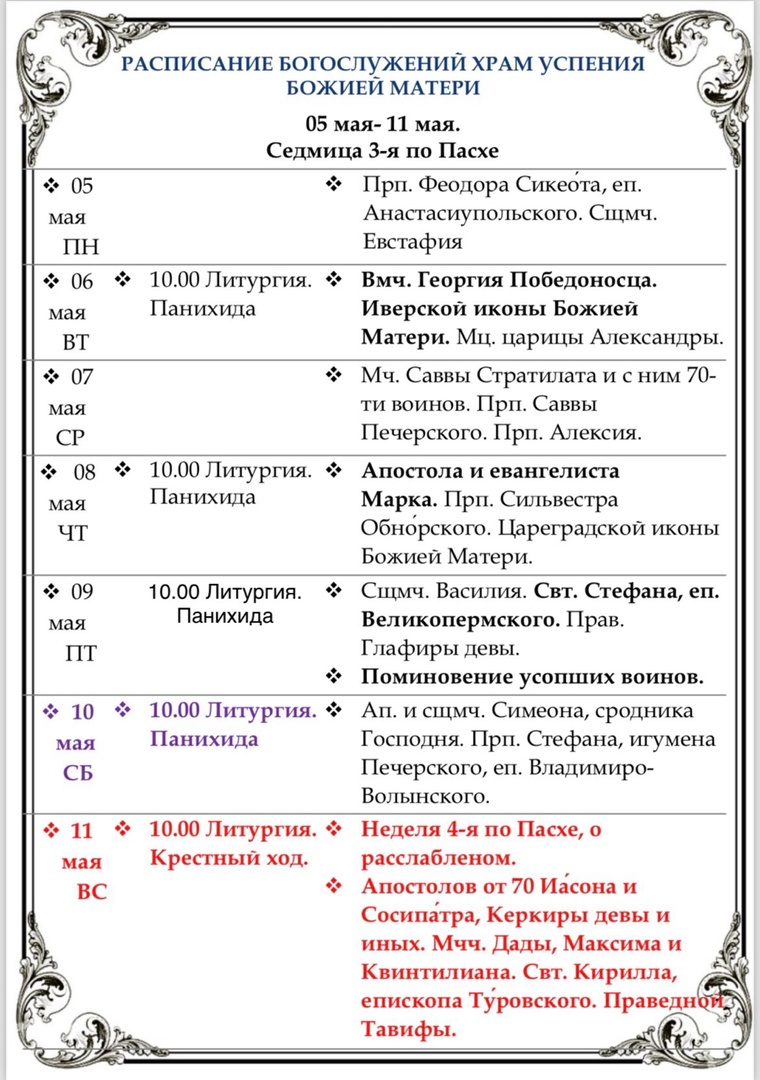 РАСПИСАНИЕ БОГОСЛУЖЕНИЙ ХРАМ УСПЕНИЯ
БОЖИЕЙ МАТЕРИ
05 мая- 11 мая.
Седмица 3-я по Пасхе
❖ 05
мая
ПН
❖ Прп. Феодора Сикео́та, еп.
Анастасиупольского. Сщмч.
Евстафия
❖ 06
мая
ВТ
❖ 10.00 Литургия.
Панихида
❖ Вмч. Георгия Победоносца.
Иверской иконы Божией
Матери. Мц. царицы Александры.
❖ 07
мая
СР
❖ Мч. Саввы Стратилата и с ним 70-
ти воинов. Прп. Саввы
Печерского. Прп. Алексия.
❖ 08
мая
ЧТ
❖ 10.00 Литургия.
Панихида
❖ Апостола и евангелиста
Марка. Прп. Сильвестра
Обно́рского. Цареградской иконы
Божией Матери.
❖ 09
мая
ПТ
10.00 Литургия.
Панихида
❖ Сщмч. Василия. Свт. Стефана, еп.
Великопермского. Прав.
Глафиры девы.
❖ Поминовение усопших воинов.
❖ 10
мая
СБ
❖ 10.00 Литургия.
Панихида
❖ Ап. и сщмч. Симеона, сродника
Господня. Прп. Стефана, игумена
Печерского, еп. Владимиро-
Волынского.
❖ 11
мая
ВС
❖ 10.00 Литургия.
Крестный ход.
❖ Неделя 4-я по Пасхе, о
расслабленом.
❖ Апостолов от 70 Иа́сона и
Сосипа́тра, Керкиры девы и
иных. Мчч. Дады, Максима и
Квинтилиана. Свт. Кирилла,
епископа Ту́ровского. Праведной
Тавифы.